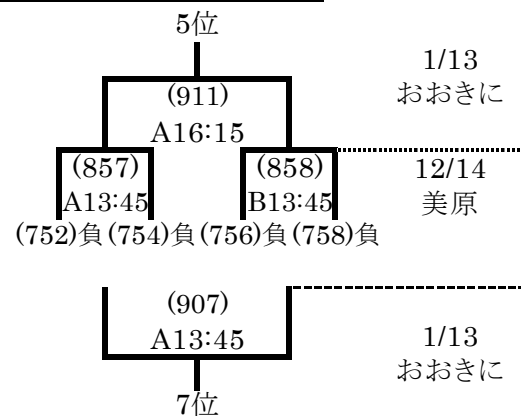 5位
1/13
(911)
おおきに
A16:15
(857)
(858)
12/14
A13:45
B13:45
美原
(752)負(754)負(756)負(758)負
(907)
A13:45
1/13
おおきに
7位